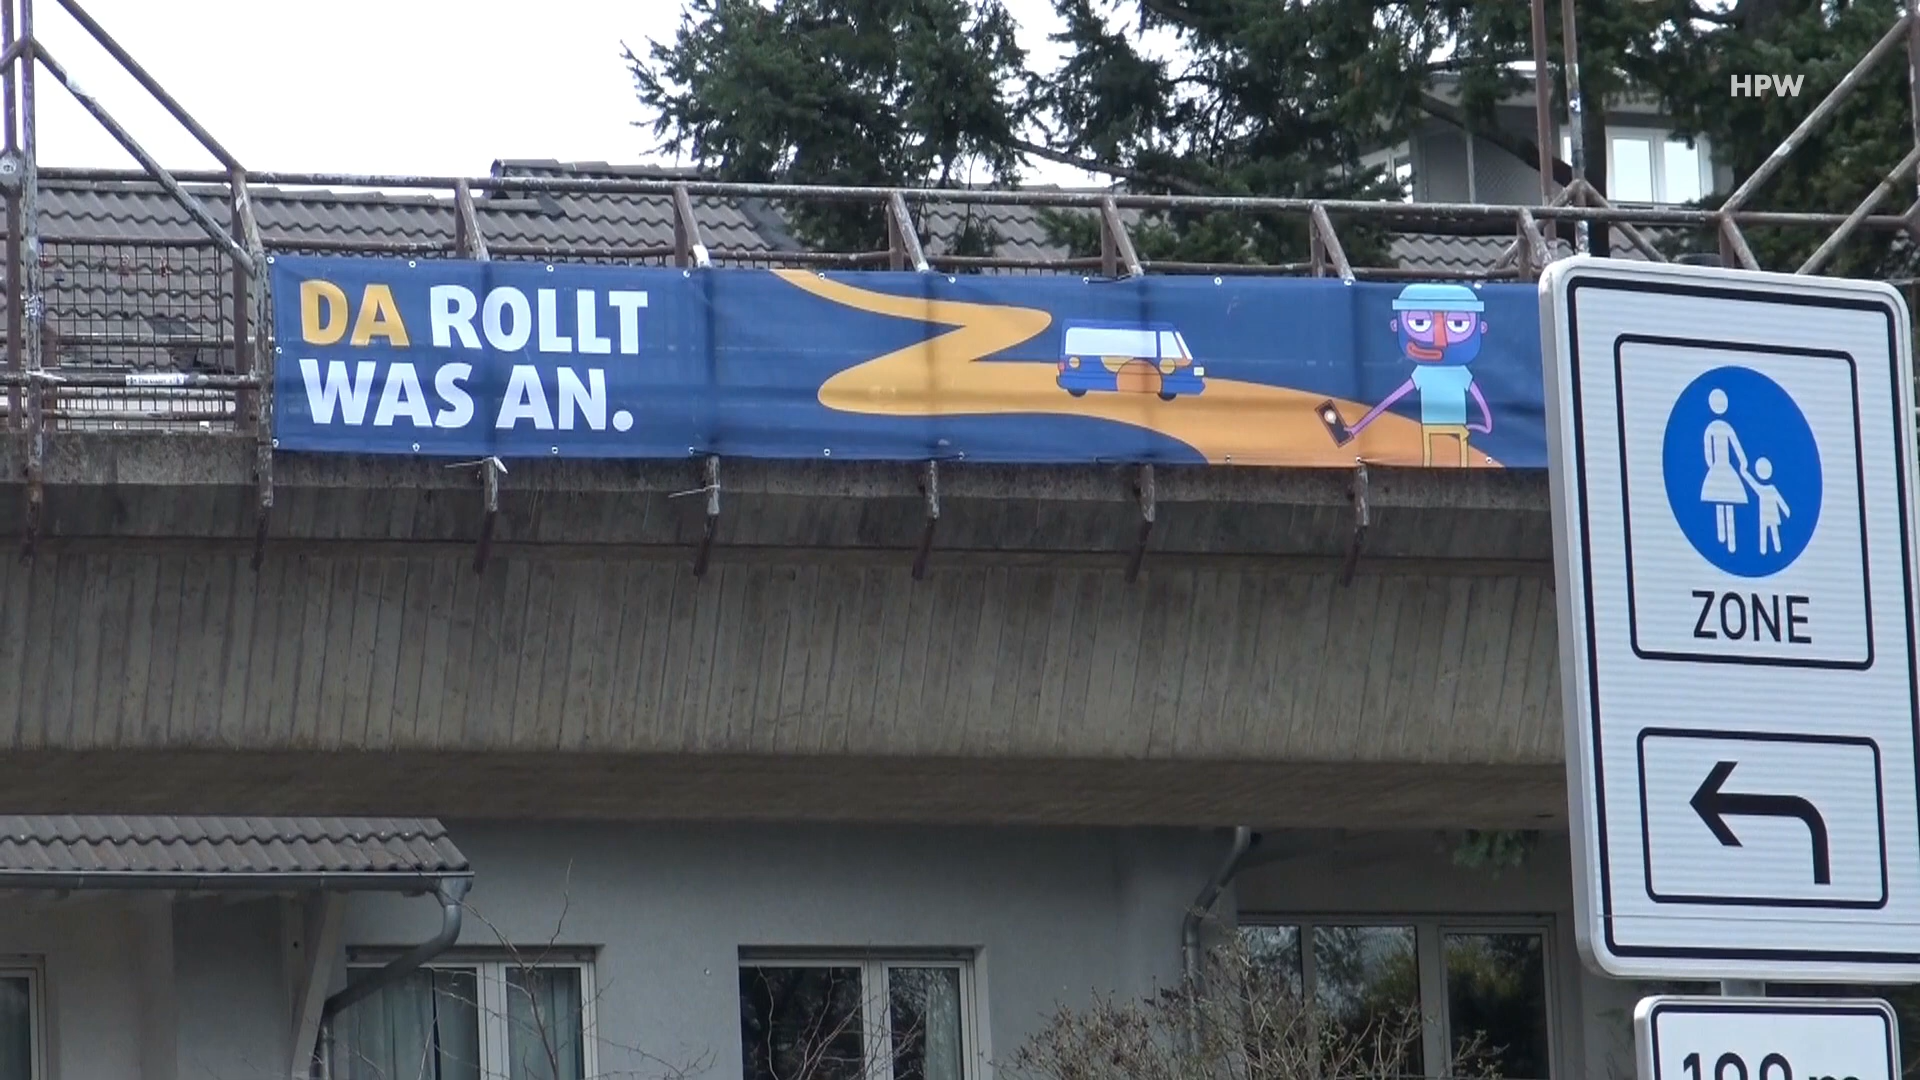 HPW
DA ROLLT
WAS AN.
ZONE
100 m